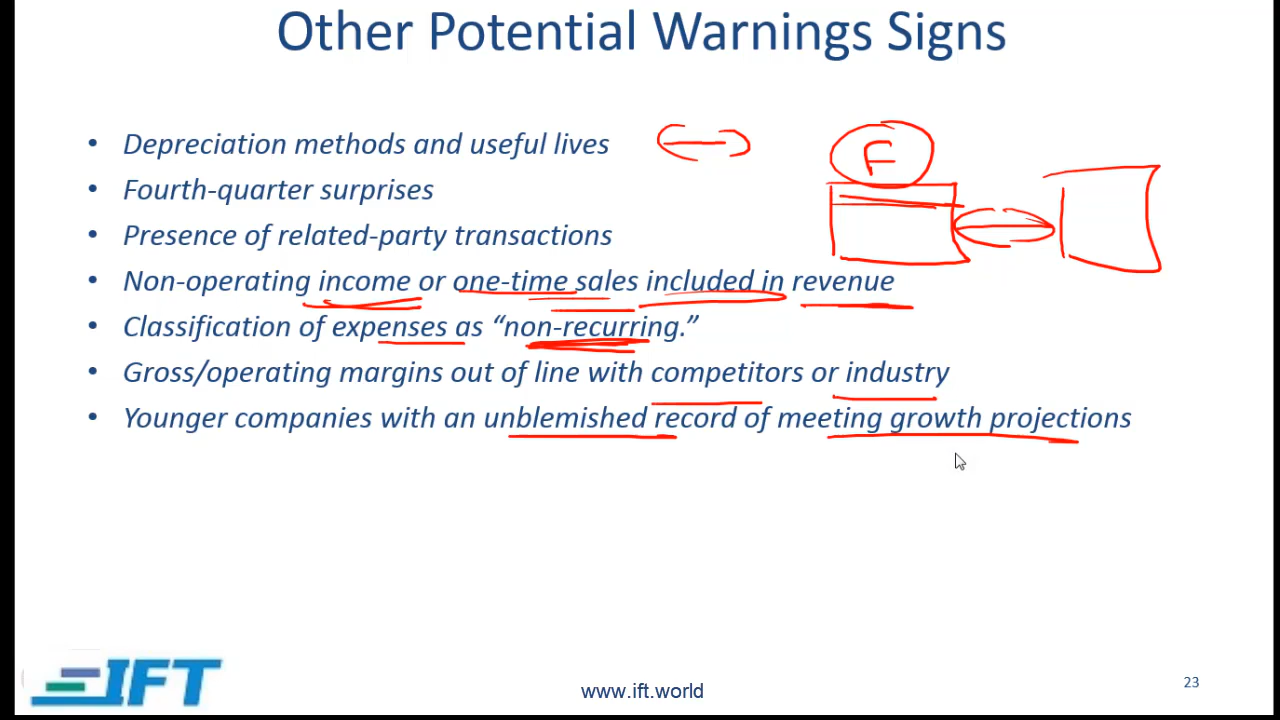 Other Potential Warnings Signs
• Depreciation methods and useful lives
• Fourth-quarter surprises
• Presence of related-party transactions
• Non-operating income or one-time sales included in revenue
• Classification of expenses as “non-recurring.”
• Gross/operating margins out of line with competitors or industry
• Younger companies with an unblemished record of meeting growth projections
F
IFT
www.ift.world
23